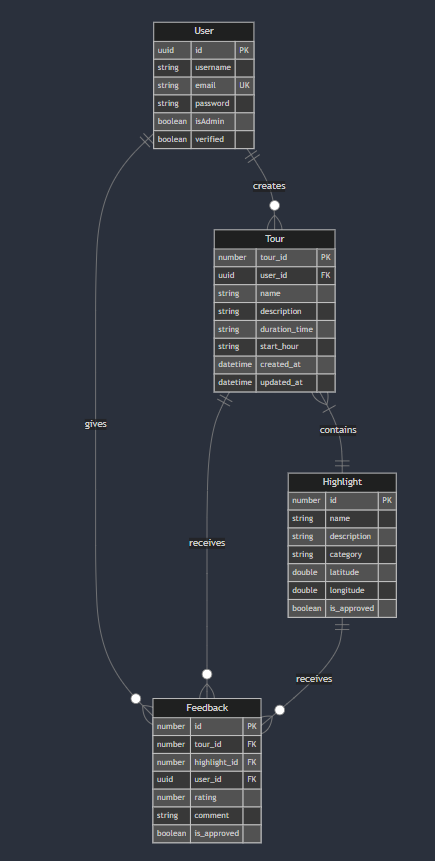 User
uuid id PK
string username
string email UK
string password
boolean isAdmin
boolean verified
creates
Tour
number tour_id PK
uuid user_id FK
string name
string description
string duration_time
string start_hour
datetime created_at
datetime updated_at
gives
contains
Highlight
number id PK
string name
string description
string category
double latitude
double longitude
boolean is_approved
receives
receives
Feedback
number id PK
number tour_id FK
number highlight_id FK
uuid user_id FK
number rating
string comment
boolean is_approved